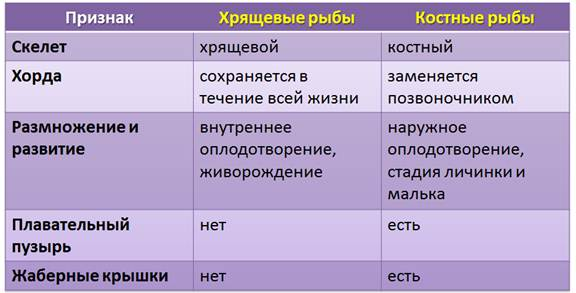 Признак Хрящевые рыбы Костные рыбы
Скелет хрящевой костный
Хорда сохраняется в заменяется
течение всей жизни позвоночником
Размножение и внутреннее наружное
развитие оплодотворение, оплодотворение,
живорождение стадия личинки и
малька
Плавательный нет есть
пузырь
Жаберные крышки нет есть